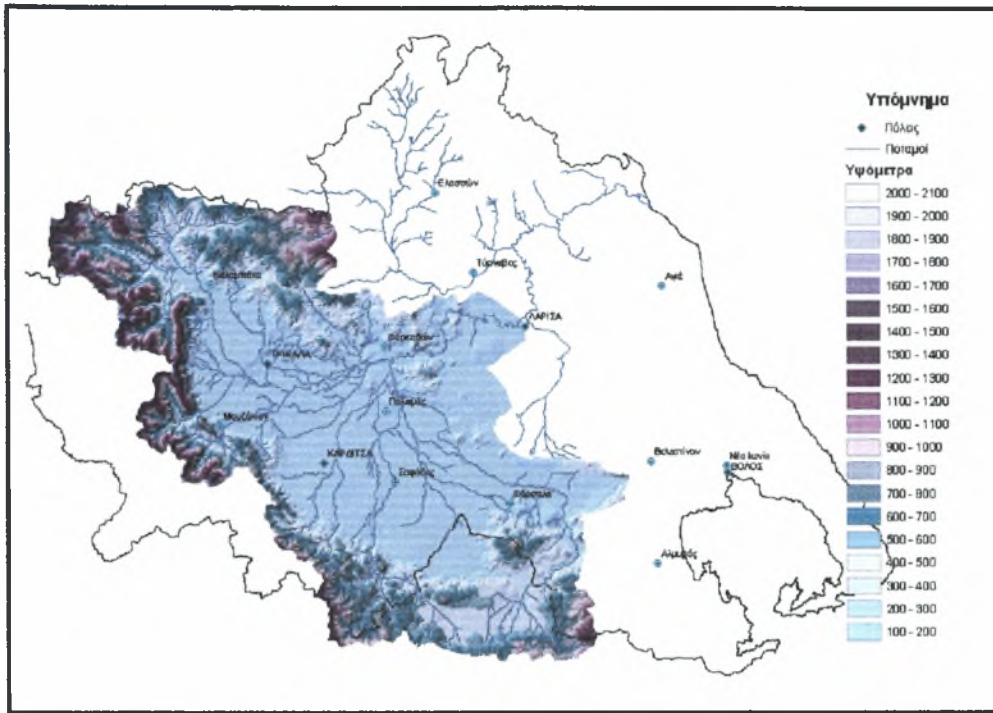 Υπόμνημα
Πόλεις
Ποταμοί
Υψόμετρα
2000 - 2100
1900 - 2000
1800 - 1900
1700 - 1800
1600 - 1700
1500 - 1600
1400 - 1500
1300 - 1400
1200 - 1300
1100 - 1200
1000 - 1100
900 - 1000
800 - 900
700 - 800
600 - 700
500 - 600
400 - 500
300 - 400
200 - 300
100 - 200
Ελασσών
Τύρναβος
Αγιά
ΛΑΡΙΣΑ
Καλαμπάκα
Φαρκαδών
ΤΡΙΚΑΛΑ
Παλαμάς
Μουζάκιον
ΚΑΡΔΙΤΣΑ
Σοφάδες
Φάρσαλα
Βελεστίνον
Νέα Ιωνία
ΒΟΛΟΣ
Αλμυρός